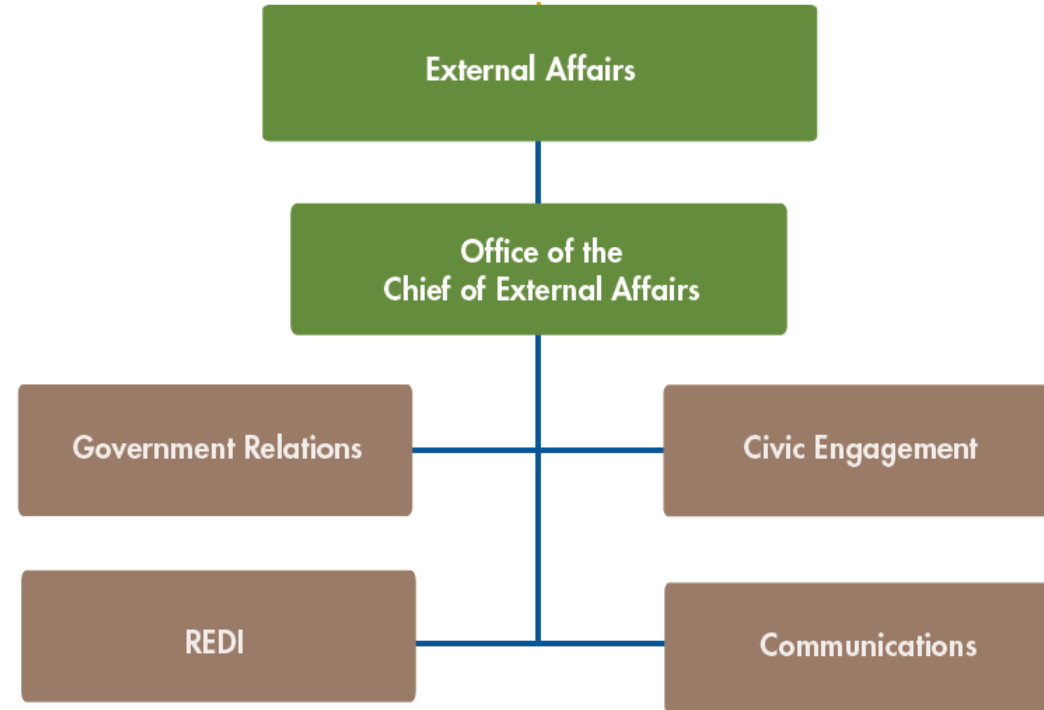 External Affairs
Office of the
Chief of External Affairs
Government Relations
Civic Engagement
REDI
Communications